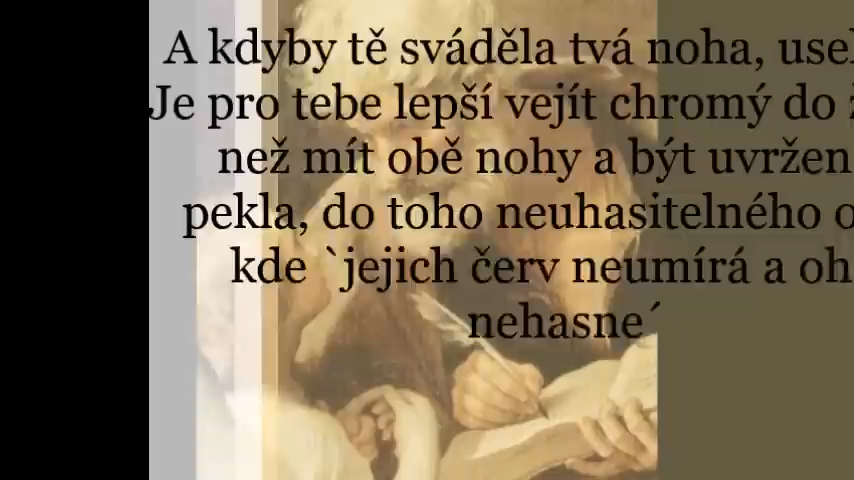 A kdyby tě sváděla tvá noha,
Je pro tebe lepší vejít chromý do
než mít obě nohy a být uvržen
pekla, do toho neuhasitelného
kde `jejich červ neumírá a
nehasne´